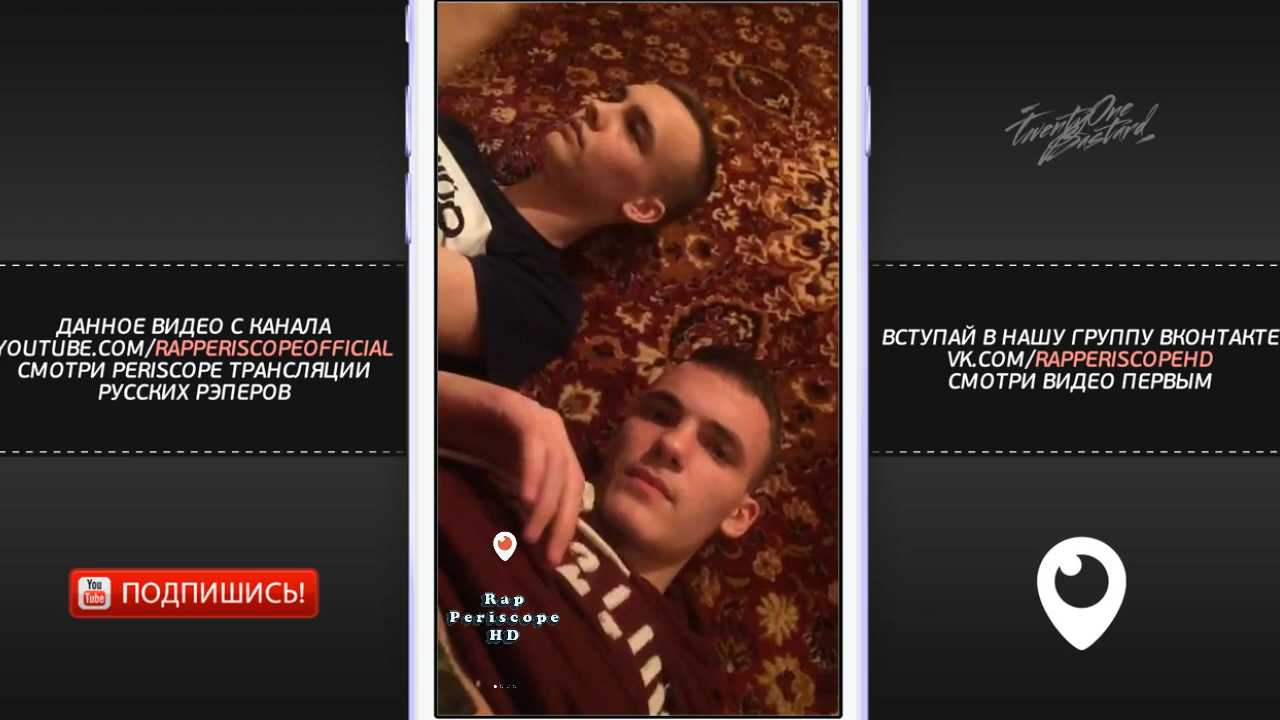 TwentyOne
Bastard
ДАННОЕ ВИДЕО С КАНАЛА
YOUTUBE.COM/RAPPERISCOPEOFFICIAL
СМОТРИ PERISCOPE ТРАНСЛЯЦИИ
РУССКИХ РЭПЕРОВ
ВСТУПАЙ В НАШУ ГРУППУ ВКОНТАКТЕ
VK.COM/RAPPERISCOPEHD
СМОТРИ ВИДЕО ПЕРВЫМ
You
Tube
ПОДПИШИСЬ!
Rap
Periscope
HD